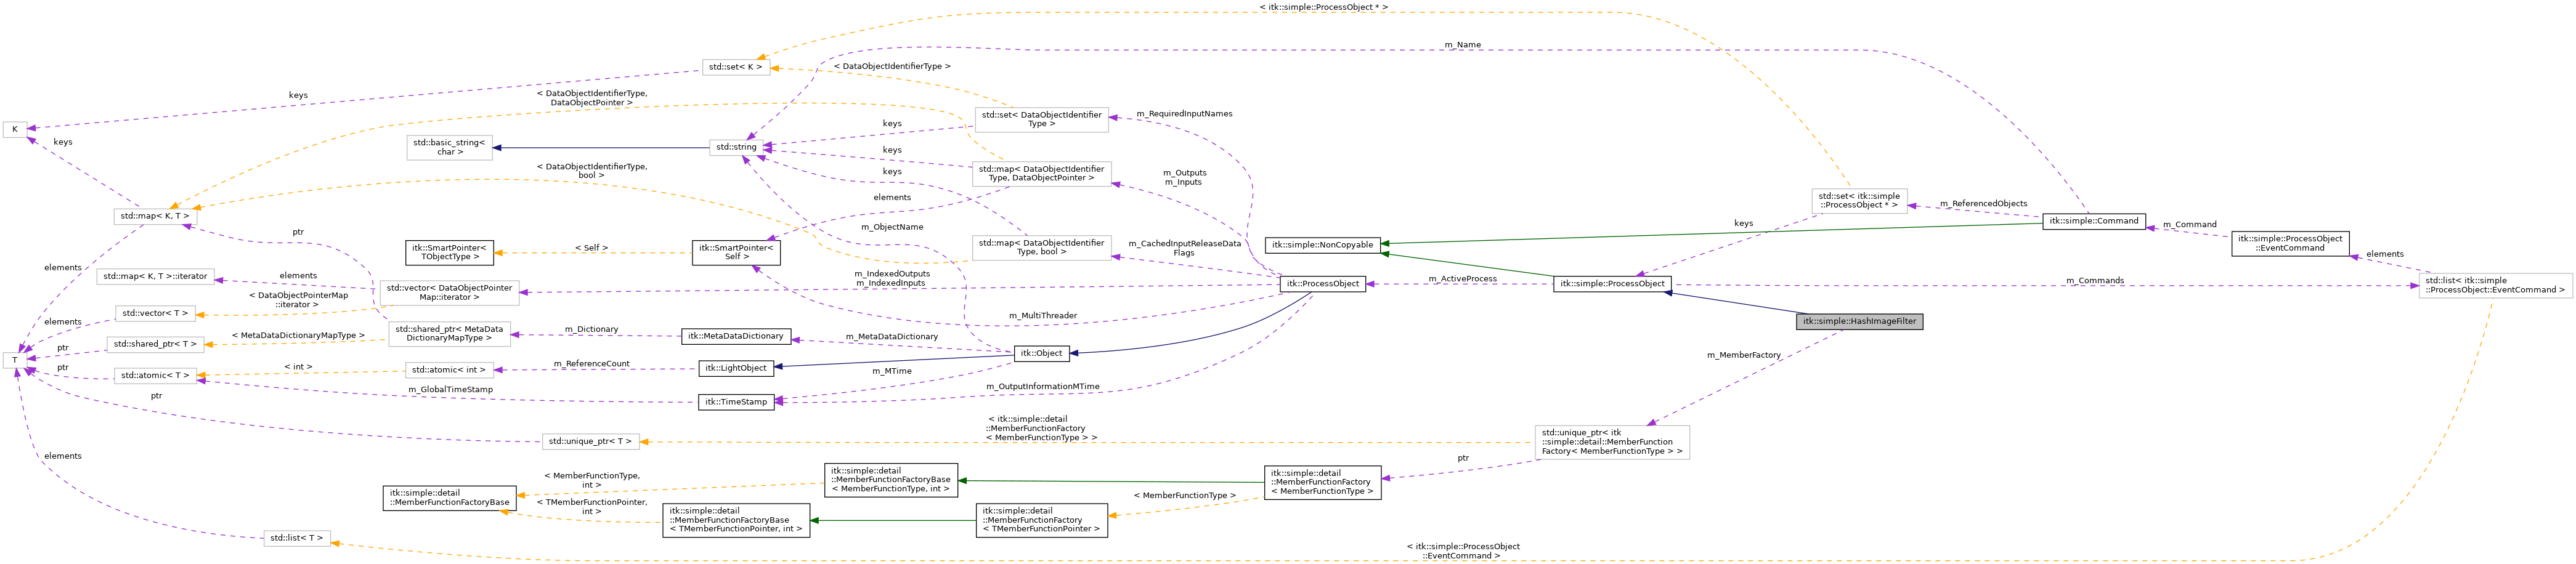 < itk::simple::ProcessObject * >
m_Name
std::set< K >
< DataObjectIdentifierType >
keys
< DataObjectIdentifierType,
DataObjectPointer >
K
std::set< DataObjectIdentifier
Type >
m_RequiredInputNames
keys
keys
std::basic_string<
char >
std::string
keys
< DataObjectIdentifierType,
bool >
std::map< DataObjectIdentifier
Type, DataObjectPointer >
m_Outputs
m_Inputs
keys
elements
std::set< itk::simple
::ProcessObject * >
m_ReferencedObjects
std::map< K, T >
itk::simple::Command
m_Command
keys
m_ObjectName
ptr
itk::SmartPointer<
TObjectType >
< Self >
itk::SmartPointer<
Self >
std::map< DataObjectIdentifier
Type, bool >
m_CachedInputReleaseData
Flags
itk::simple::NonCopyable
itk::simple::ProcessObject
::EventCommand
elements
elements
std::map< K, T >::iterator
elements
std::vector< DataObjectPointer
Map::iterator >
m_IndexedOutputs
m_IndexedInputs
itk::ProcessObject
m_ActiveProcess
itk::simple::ProcessObject
m_Commands
std::list< itk::simple
::ProcessObject::EventCommand >
< DataObjectPointerMap
::iterator >
std::vector< T >
m_MultiThreader
elements
itk::simple::HashImageFilter
std::shared_ptr< MetaData
DictionaryMapType >
m_Dictionary
itk::MetaDataDictionary
m_MetaDataDictionary
< MetaDataDictionaryMapType >
std::shared_ptr< T >
ptr
itk::Object
m_MemberFactory
T
ptr
std::atomic< T >
< int >
std::atomic< int >
m_ReferenceCount
itk::LightObject
m_MTime
m_GlobalTimeStamp
m_OutputInformationMTime
ptr
itk::TimeStamp
< itk::simple::detail
::MemberFunctionFactory
< MemberFunctionType > >
std::unique_ptr< T >
std::unique_ptr< itk
::simple::detail::MemberFunction
Factory< MemberFunctionType > >
elements
ptr
itk::simple::detail
::MemberFunctionFactoryBase
< MemberFunctionType, int >
itk::simple::detail
::MemberFunctionFactory
< MemberFunctionType >
< MemberFunctionType,
int >
itk::simple::detail
::MemberFunctionFactoryBase
< MemberFunctionType >
< TMemberFunctionPointer,
int >
itk::simple::detail
::MemberFunctionFactoryBase
< TMemberFunctionPointer, int >
itk::simple::detail
::MemberFunctionFactory
< TMemberFunctionPointer >
std::list< T >
< itk::simple::ProcessObject
::EventCommand >